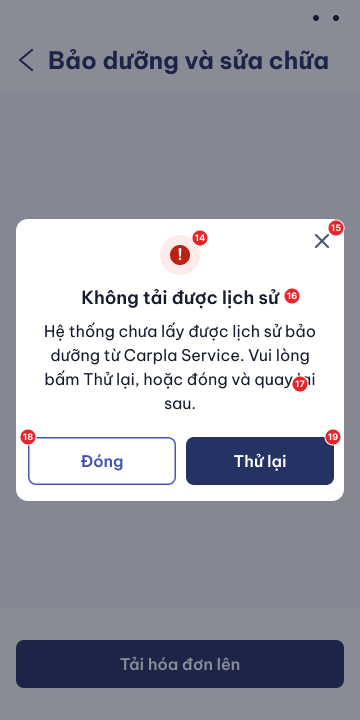 Bảo dưỡng và sửa chữa
14
15
!
Không tải được lịch sử 16
Hệ thống chưa lấy được lịch sử bảo
dưỡng từ Carpla Service. Vui lòng
bấm Thử lại, hoặc đóng và quay lại
17
sau.
18
19
Đóng
Thử lại
Tải hóa đơn lên